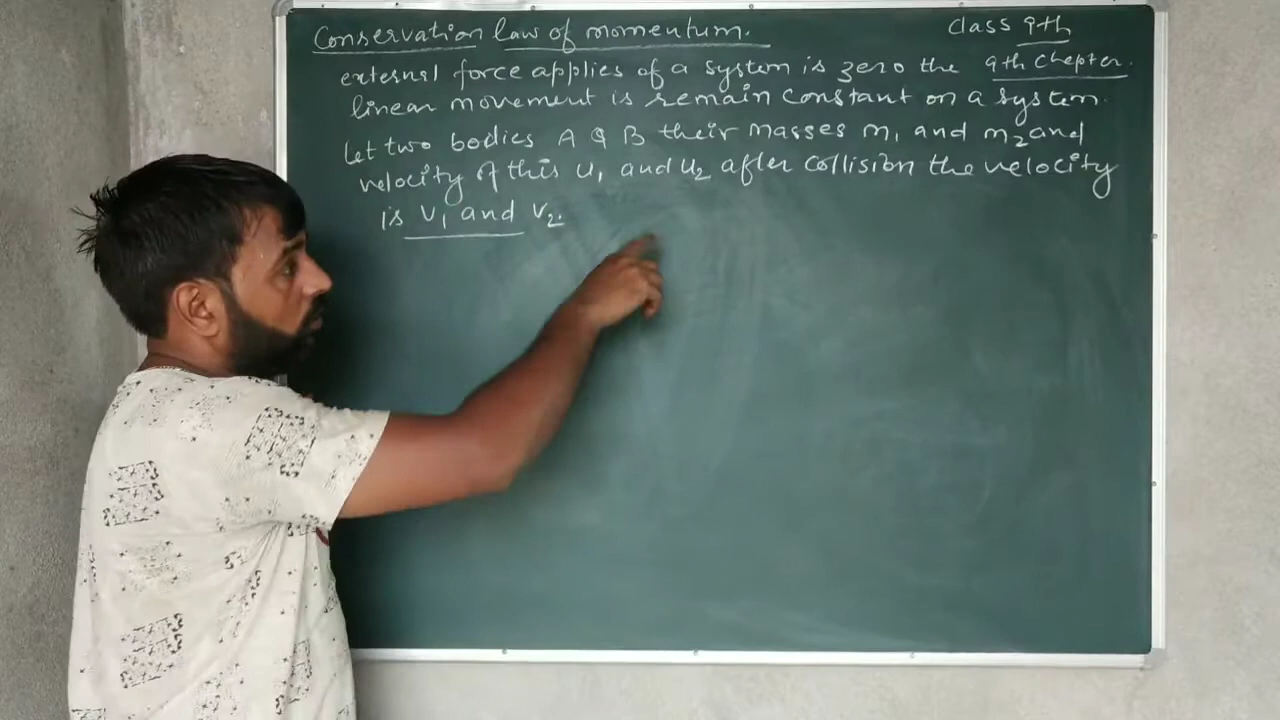 Conservation law of momentum. Class 9th
external force applies of a system is zero the 9th Chepter.
linear movement is remain constant on a system.
Let two bodies A & B their masses m₁ and m₂ and
velocity of this u₁ and u₂ after collision the velocity
is v₁ and v₂.